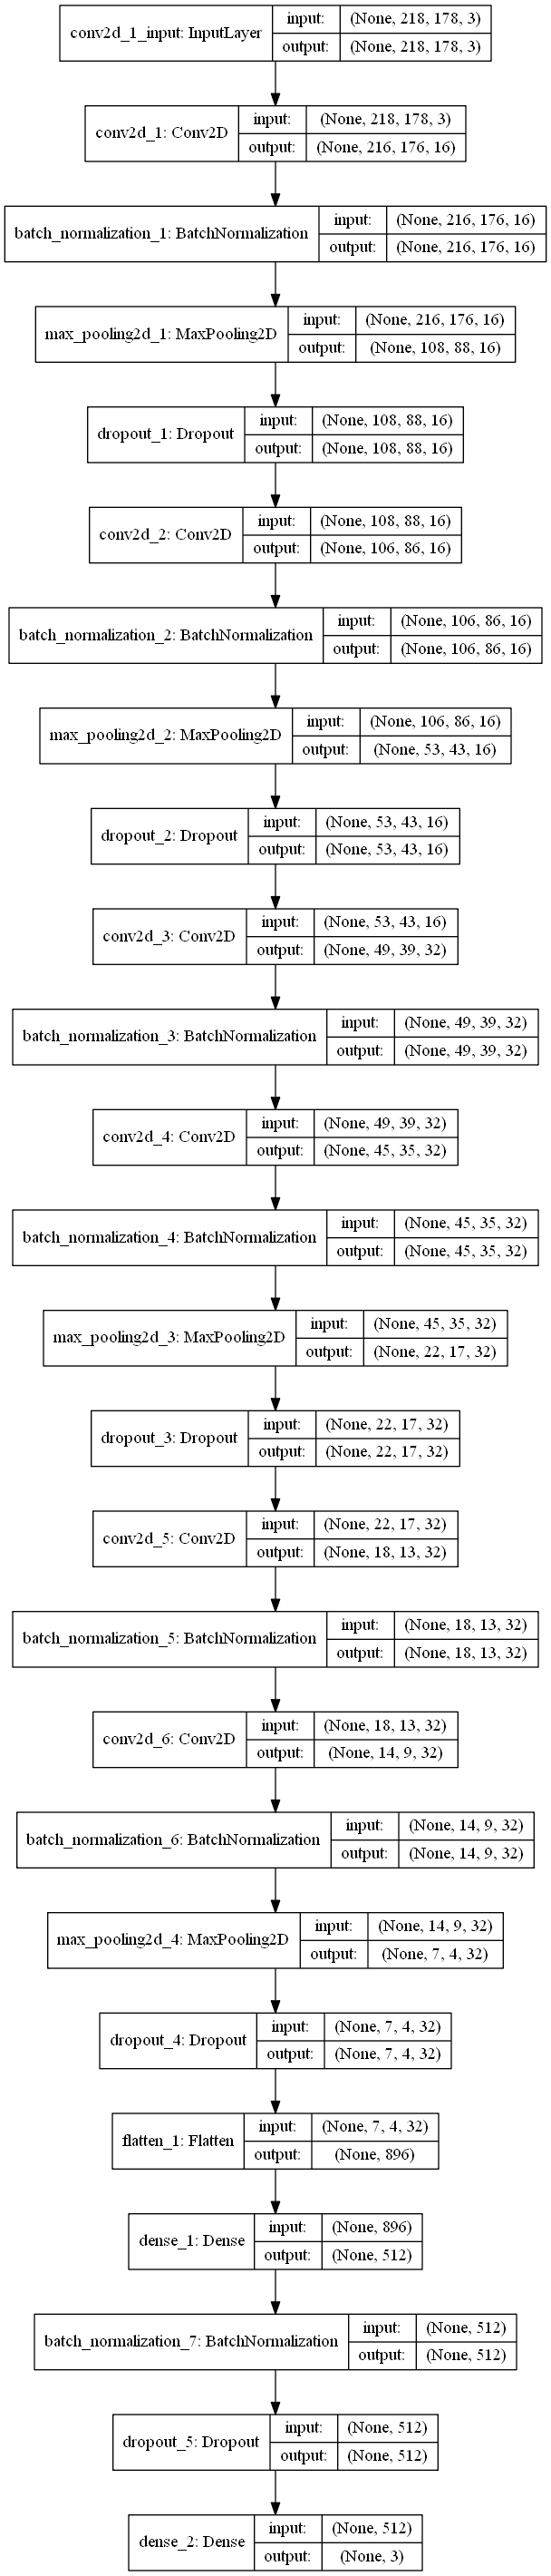 conv2d_1_input: InputLayer
input: (None, 218, 178, 3)
output: (None, 218, 178, 3)
conv2d_1: Conv2D
input: (None, 218, 178, 3)
output: (None, 216, 176, 16)
batch_normalization_1: BatchNormalization
input: (None, 216, 176, 16)
output: (None, 216, 176, 16)
max_pooling2d_1: MaxPooling2D
input: (None, 216, 176, 16)
output: (None, 108, 88, 16)
dropout_1: Dropout
input: (None, 108, 88, 16)
output: (None, 108, 88, 16)
conv2d_2: Conv2D
input: (None, 108, 88, 16)
output: (None, 106, 86, 16)
batch_normalization_2: BatchNormalization
input: (None, 106, 86, 16)
output: (None, 106, 86, 16)
max_pooling2d_2: MaxPooling2D
input: (None, 106, 86, 16)
output: (None, 53, 43, 16)
dropout_2: Dropout
input: (None, 53, 43, 16)
output: (None, 53, 43, 16)
conv2d_3: Conv2D
input: (None, 53, 43, 16)
output: (None, 49, 39, 32)
batch_normalization_3: BatchNormalization
input: (None, 49, 39, 32)
output: (None, 49, 39, 32)
conv2d_4: Conv2D
input: (None, 49, 39, 32)
output: (None, 45, 35, 32)
batch_normalization_4: BatchNormalization
input: (None, 45, 35, 32)
output: (None, 45, 35, 32)
max_pooling2d_3: MaxPooling2D
input: (None, 45, 35, 32)
output: (None, 22, 17, 32)
dropout_3: Dropout
input: (None, 22, 17, 32)
output: (None, 22, 17, 32)
conv2d_5: Conv2D
input: (None, 22, 17, 32)
output: (None, 18, 13, 32)
batch_normalization_5: BatchNormalization
input: (None, 18, 13, 32)
output: (None, 18, 13, 32)
conv2d_6: Conv2D
input: (None, 18, 13, 32)
output: (None, 14, 9, 32)
batch_normalization_6: BatchNormalization
input: (None, 14, 9, 32)
output: (None, 14, 9, 32)
max_pooling2d_4: MaxPooling2D
input: (None, 14, 9, 32)
output: (None, 7, 4, 32)
dropout_4: Dropout
input: (None, 7, 4, 32)
output: (None, 7, 4, 32)
flatten_1: Flatten
input: (None, 7, 4, 32)
output: (None, 896)
dense_1: Dense
input: (None, 896)
output: (None, 512)
batch_normalization_7: BatchNormalization
input: (None, 512)
output: (None, 512)
dropout_5: Dropout
input: (None, 512)
output: (None, 512)
dense_2: Dense
input: (None, 512)
output: (None, 3)